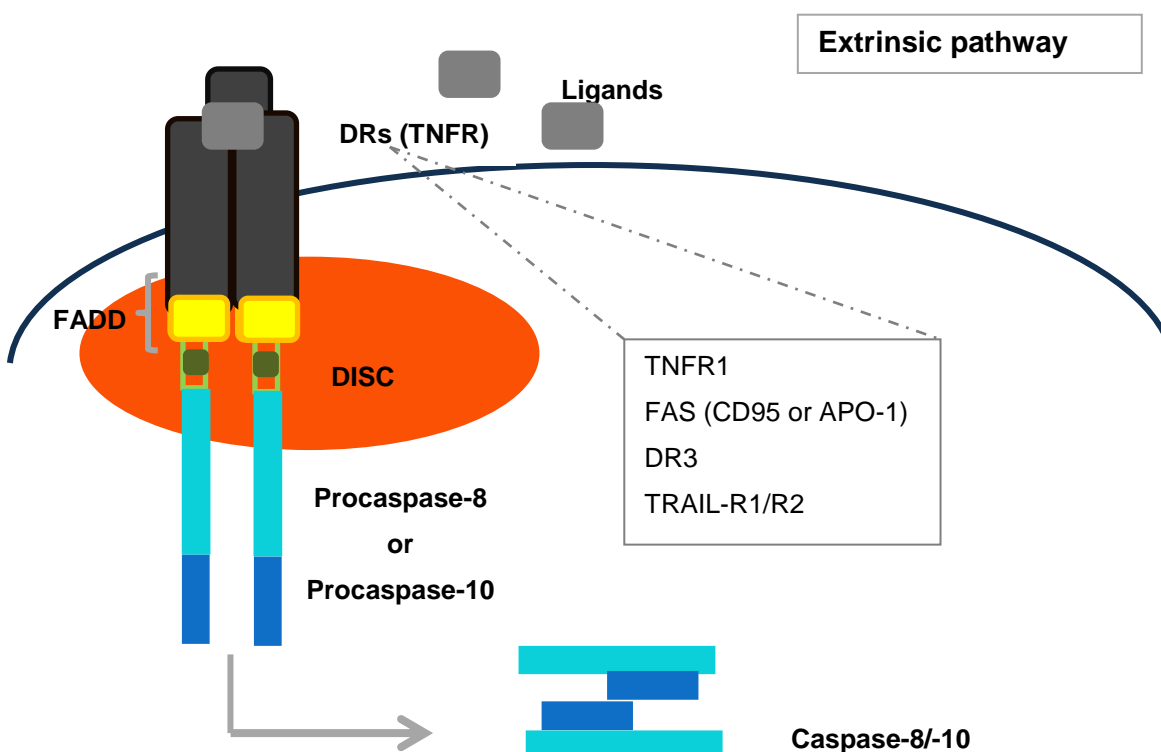 Extrinsic pathway
Ligands
DRs (TNFR)
FADD
DISC
TNFR1
FAS (CD95 or APO-1)
DR3
TRAIL-R1/R2
Procaspase-8
or
Procaspase-10
Caspase-8/-10